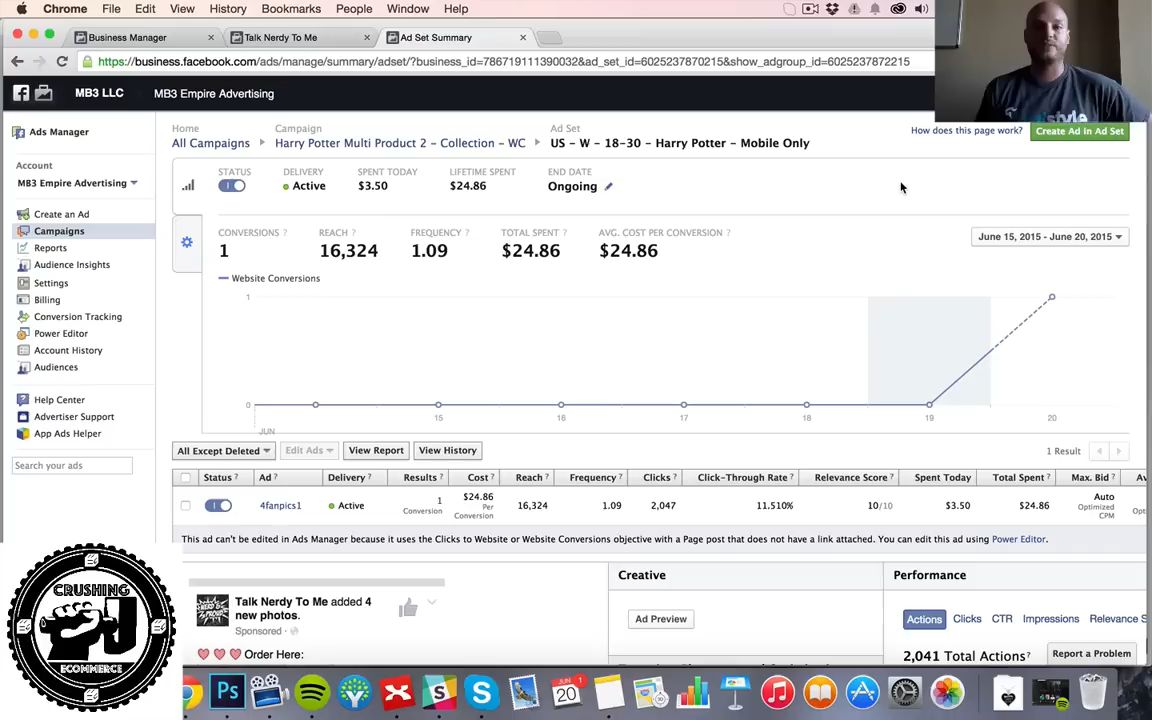 Chrome File Edit View History Bookmarks People Window Help
Business Manager × Talk Nerdy To Me × Ad Set Summary ×
https://business.facebook.com/ads/manage/summary/adset/?business_id=786719111390032&ad_set_id=6025237870215&show_adgroup_id=6025237872215
MB3 LLC MB3 Empire Advertising
Ads Manager
Account
MB3 Empire Advertising
Create an Ad
Campaigns
Reports
Audience Insights
Settings
Billing
Conversion Tracking
Power Editor
Account History
Audiences
Help Center
Advertiser Support
App Ads Helper
Search your ads
How does this page work? Create Ad in Ad Set
Home Campaign Ad Set
All Campaigns Harry Potter Multi Product 2 - Collection - WC US - W - 18-30 - Harry Potter - Mobile Only
STATUS DELIVERY SPENT TODAY LIFETIME SPENT END DATE
Active $3.50 $24.86 Ongoing
CONVERSIONS ? REACH ? FREQUENCY ? TOTAL SPENT ? AVG. COST PER CONVERSION ?
1 16,324 1.09 $24.86 $24.86
June 15, 2015 - June 20, 2015
Website Conversions
1
0
15 16 17 18 19 20
JUN
All Except Deleted Edit Ads View Report View History 1 Result
Status ? Ad ? Delivery ? Results ? Cost ? Reach ? Frequency ? Clicks ? Click-Through Rate ? Relevance Score ? Spent Today Total Spent ? Max. Bid ? Av
4fanpics1 Active 1 Conversion $24.86 Per Conversion 16,324 1.09 2,047 11.510% 10/10 $3.50 $24.86 Auto Optimized CPM
This ad can't be edited in Ads Manager because it uses the Clicks to Website or Website Conversions objective with a Page post that does not have a link attached. You can edit this ad using Power Editor.
Talk Nerdy To Me added 4
new photos.
Sponsored
Order Here:
Creative
Ad Preview
Performance
Actions Clicks CTR Impressions Relevance S
2,041 Total Actions ? Report a Problem
CRUSHING
ECOMMERCE
Ps
JUN
20